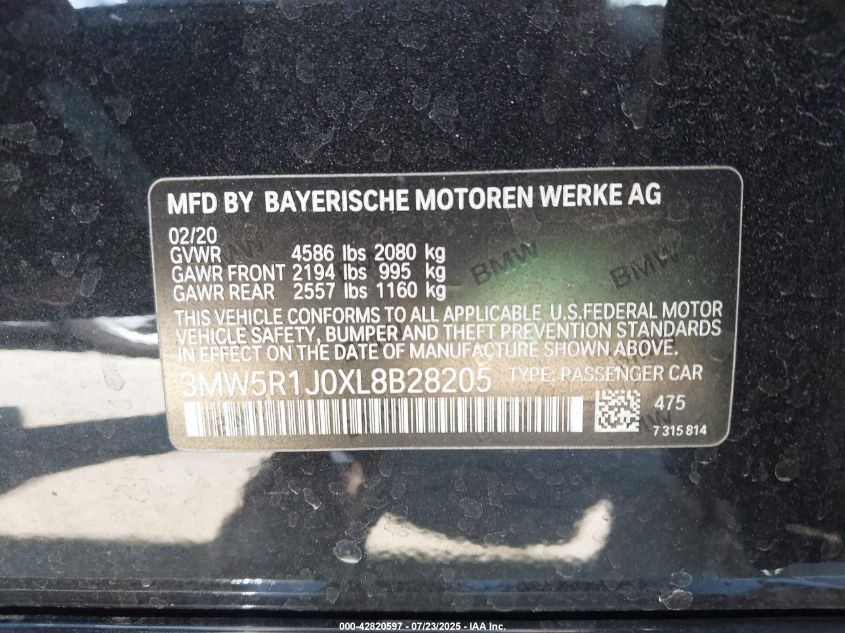 MFD BY BAYERISCHE MOTOREN WERKE AG
02/20
GVWR 4586 lbs 2080 kg
GAWR FRONT 2194 lbs 995 kg
GAWR REAR 2557 lbs 1160 kg
THIS VEHICLE CONFORMS TO ALL APPLICABLE U.S.FEDERAL MOTOR
VEHICLE SAFETY, BUMPER AND THEFT PREVENTION STANDARDS
IN EFFECT ON THE DATE OF MANUFACTURE SHOWN ABOVE.
3MW5R1J0XL8B28205 TYPE: PASSENGER CAR
475
7 315 814
BMW
BMW
000-42820597 - 07/23/2025 - IAA Inc.